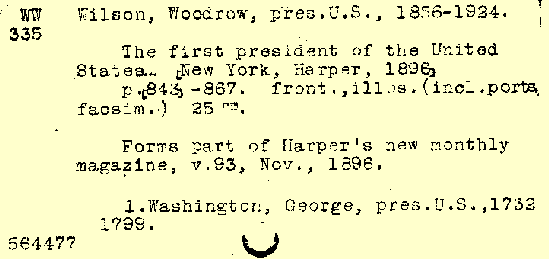 WW Wilson, Woodrow, pres.U.S., 1856-1924.
335
The first president of the United
States. [New York, Harper, 1896]
p.[843]-867. front.,illus.(incl.ports,
facsim.) 25 cm.
Forms part of Harper's new monthly
magazine, v.93, Nov., 1896.
1.Washington, George, pres.U.S.,1732
1799.
564477